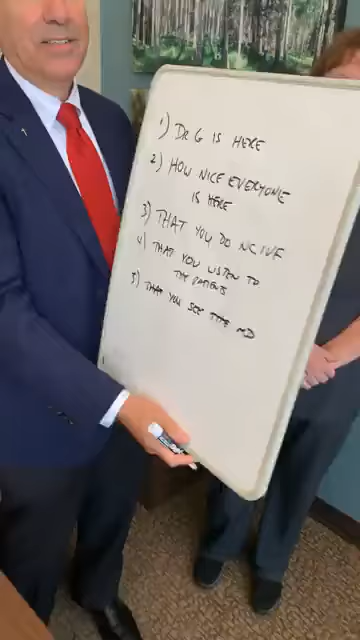 1) DR G IS HERE
2) HOW NICE EVERYONE
IS HERE
3) THAT YOU DO NC IVF
4) THAT YOU LISTEN TO
THE PATIENTS
5) THAT YOU SEE THE MD